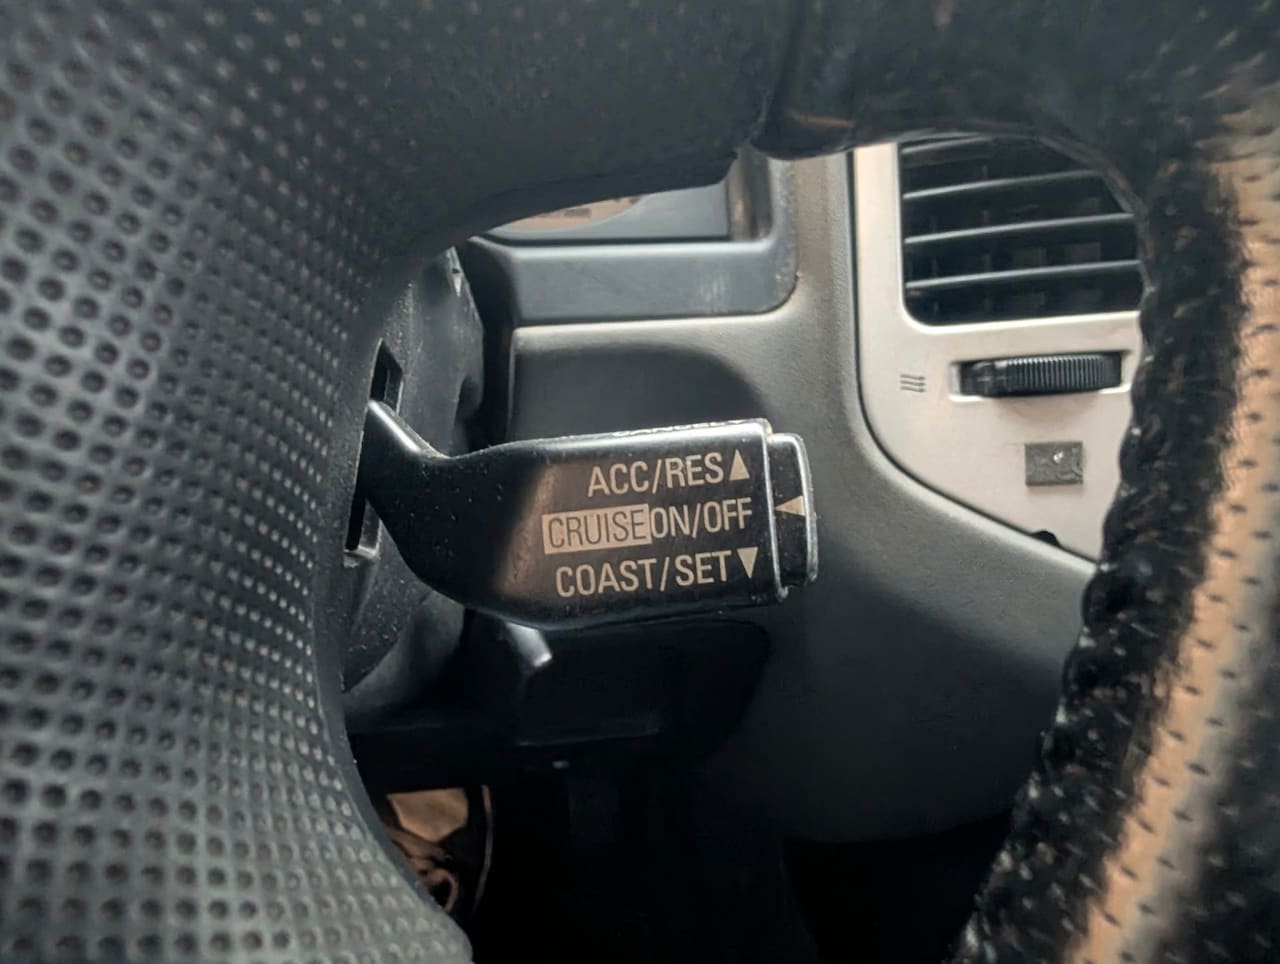 ACC/RES▲
CRUISE ON/OFF
COAST/SET▼